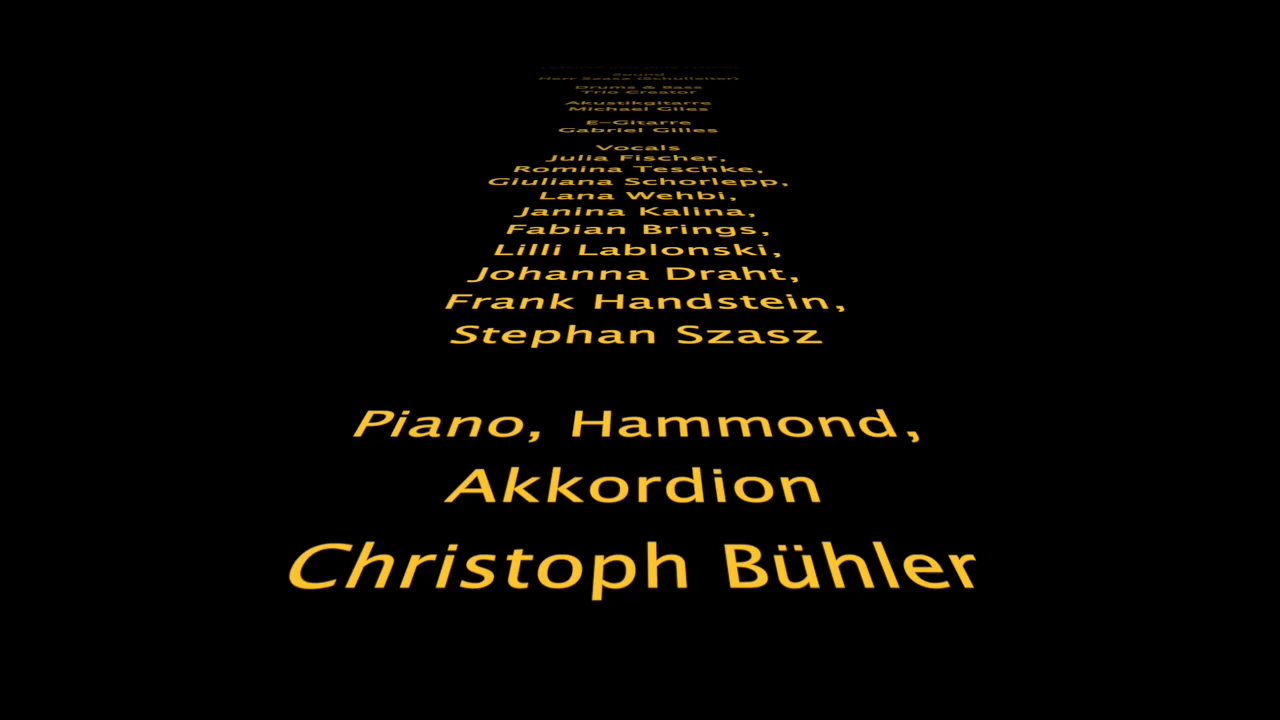 Sound
Herr Szasz (Schulleiter)
Drums & Bass
Trio Creator
Akustikgitarre
Michael Giles
E-Gitarre
Gabriel Gilles
Vocals
Julia Fischer,
Romina Teschke,
Giuliana Schorlepp,
Lana Wehbi,
Janina Kalina,
Fabian Brings,
Lilli Lablonski,
Johanna Draht,
Frank Handstein,
Stephan Szasz
Piano, Hammond,
Akkordion
Christoph Bühler